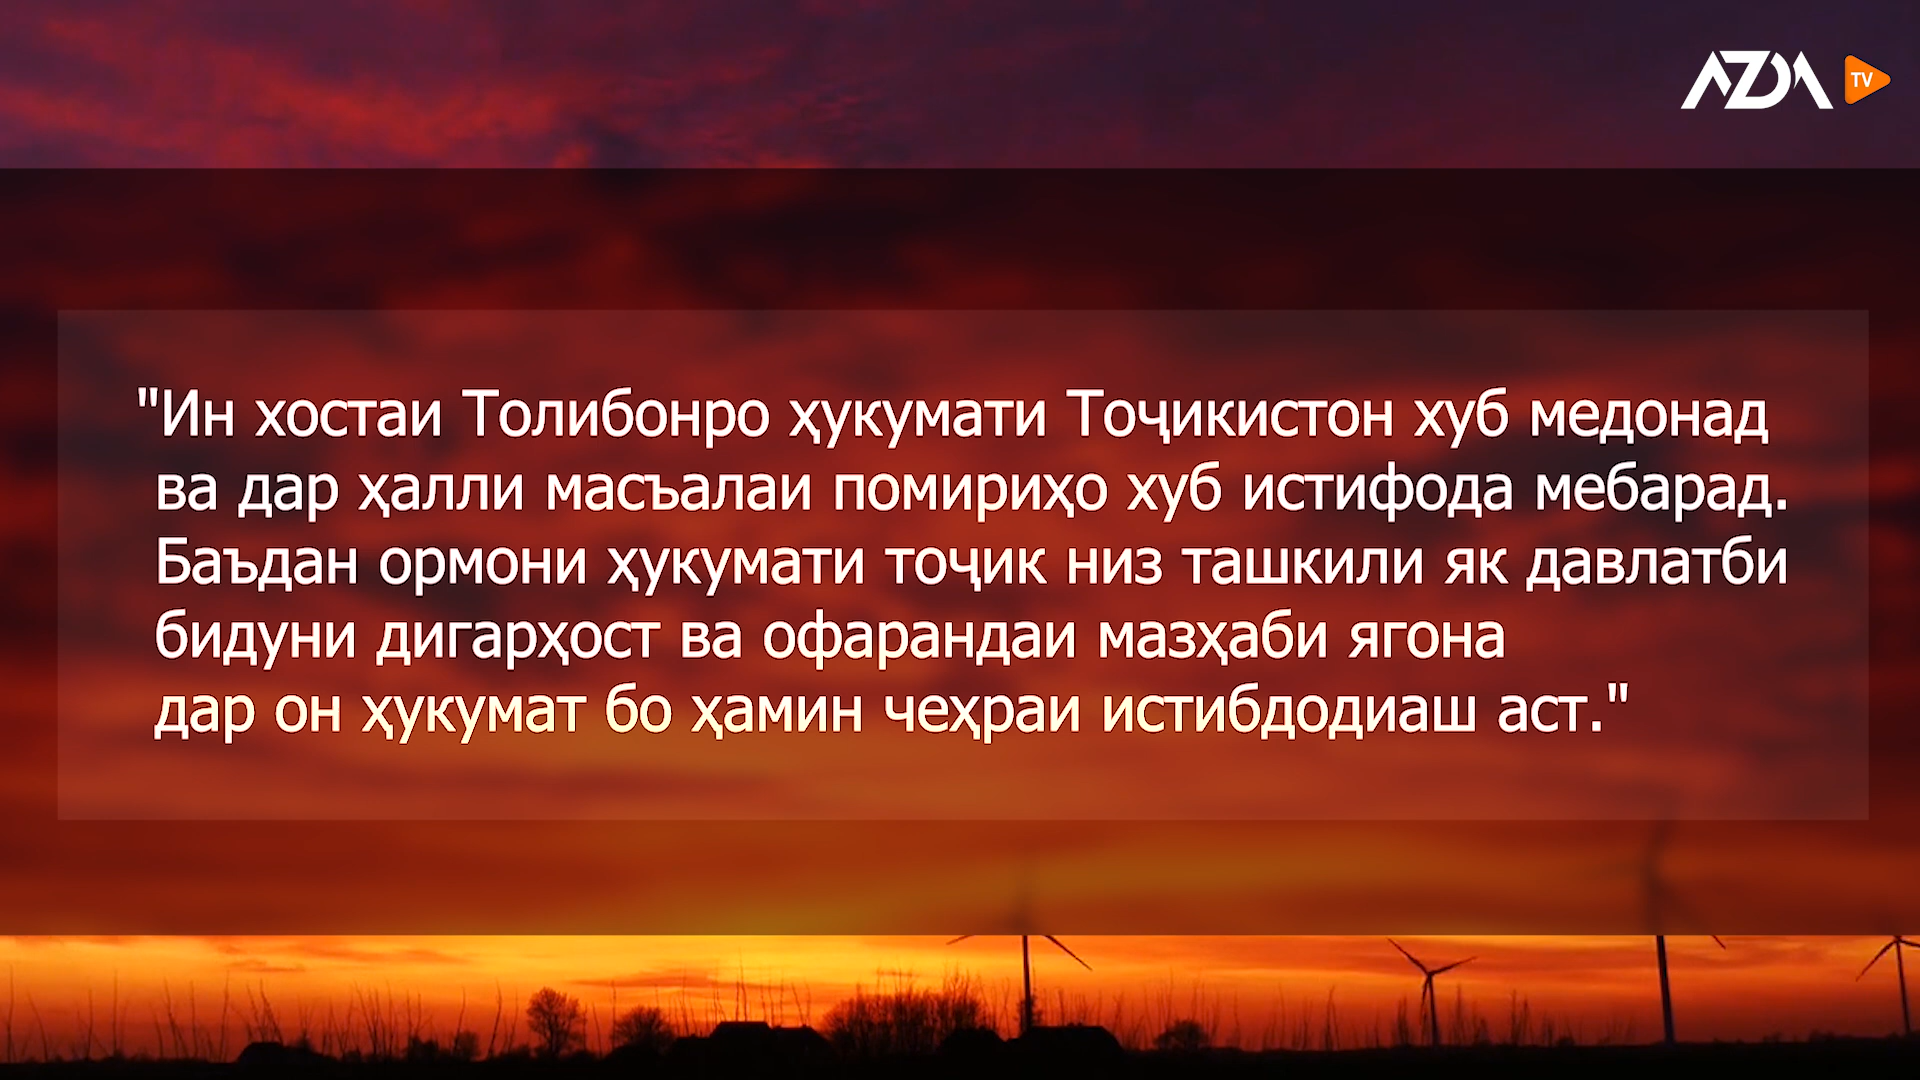 AZDA TV
"Ин хостаи Толибонро ҳукумати Тоҷикистон хуб медонад
ва дар ҳалли масъалаи помириҳо хуб истифода мебарад.
Баъдан ормони ҳукумати тоҷик низ ташкили як давлатби
бидуни дигарҳост ва офарандаи мазҳаби ягона
дар он ҳукумат бо ҳамин чеҳраи истибдодиаш аст."